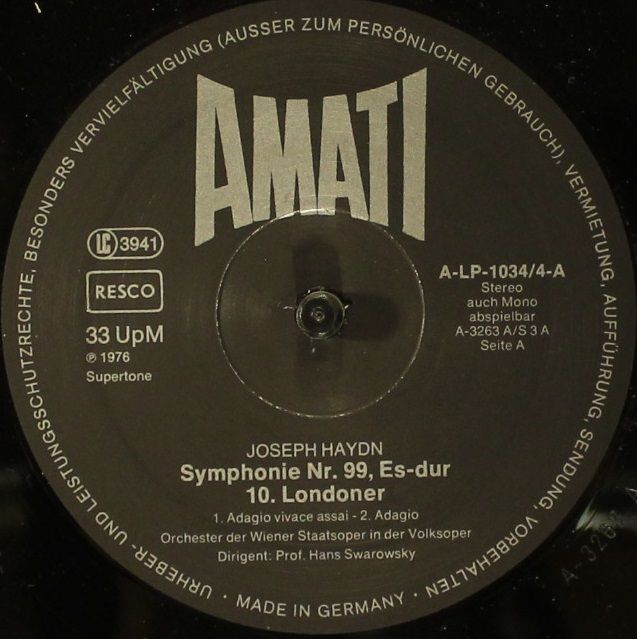 URHEBER- UND LEISTUNGSSCHUTZRECHTE, BESONDERS VERVIELFÄLTIGUNG (AUSSER ZUM PERSÖNLICHEN GEBRAUCH), VERMIETUNG, AUFFÜHRUNG, SENDUNG, VORBEHALTEN
AMATI
LC 3941
RESCO
33 UpM
℗ 1976
Supertone
A-LP-1034/4-A
Stereo
auch Mono
abspielbar
A-3263 A/S 3 A
Seite A
JOSEPH HAYDN
Symphonie Nr. 99, Es-dur
10. Londoner
1. Adagio vivace assai - 2. Adagio
Orchester der Wiener Staatsoper in der Volksoper
Dirigent: Prof. Hans Swarowsky
· MADE IN GERMANY ·